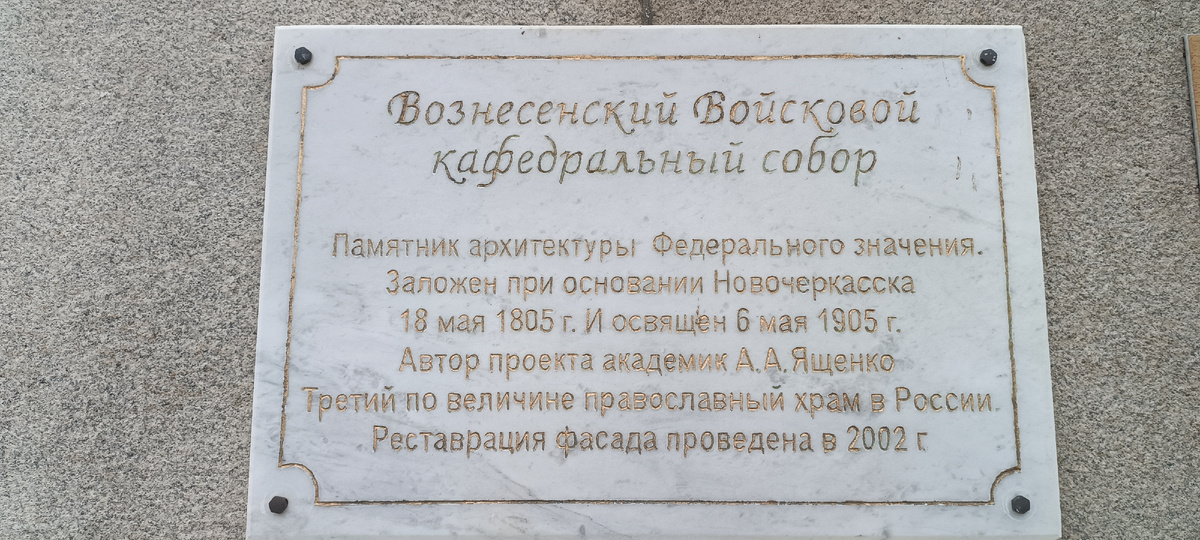 Вознесенский Войсковой
кафедральный собор
Памятник архитектуры Федерального значения.
Заложен при основании Новочеркасска
18 мая 1805 г. И освящен 6 мая 1905 г.
Автор проекта академик А.А.Ященко
Третий по величине православный храм в России.
Реставрация фасада проведена в 2002 г